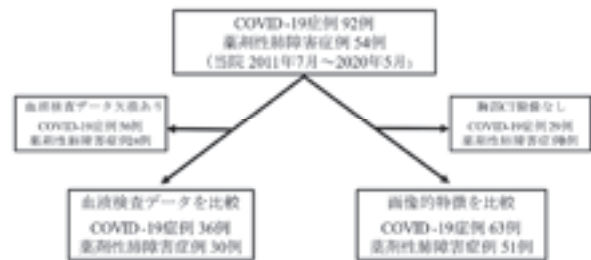 COVID-19症例 92例
薬剤性肺障害症例 54例
（当院 2011年7月～2020年5月）
血液検査データ欠損あり
COVID-19症例 56例
薬剤性肺障害症例
胸部CT画像なし
COVID-19症例 29例
薬剤性肺障害症例
血液検査データを比較
COVID-19症例 36例
薬剤性肺障害症例 30例
画像的特徴を比較
COVID-19症例 63例
薬剤性肺障害症例 51例